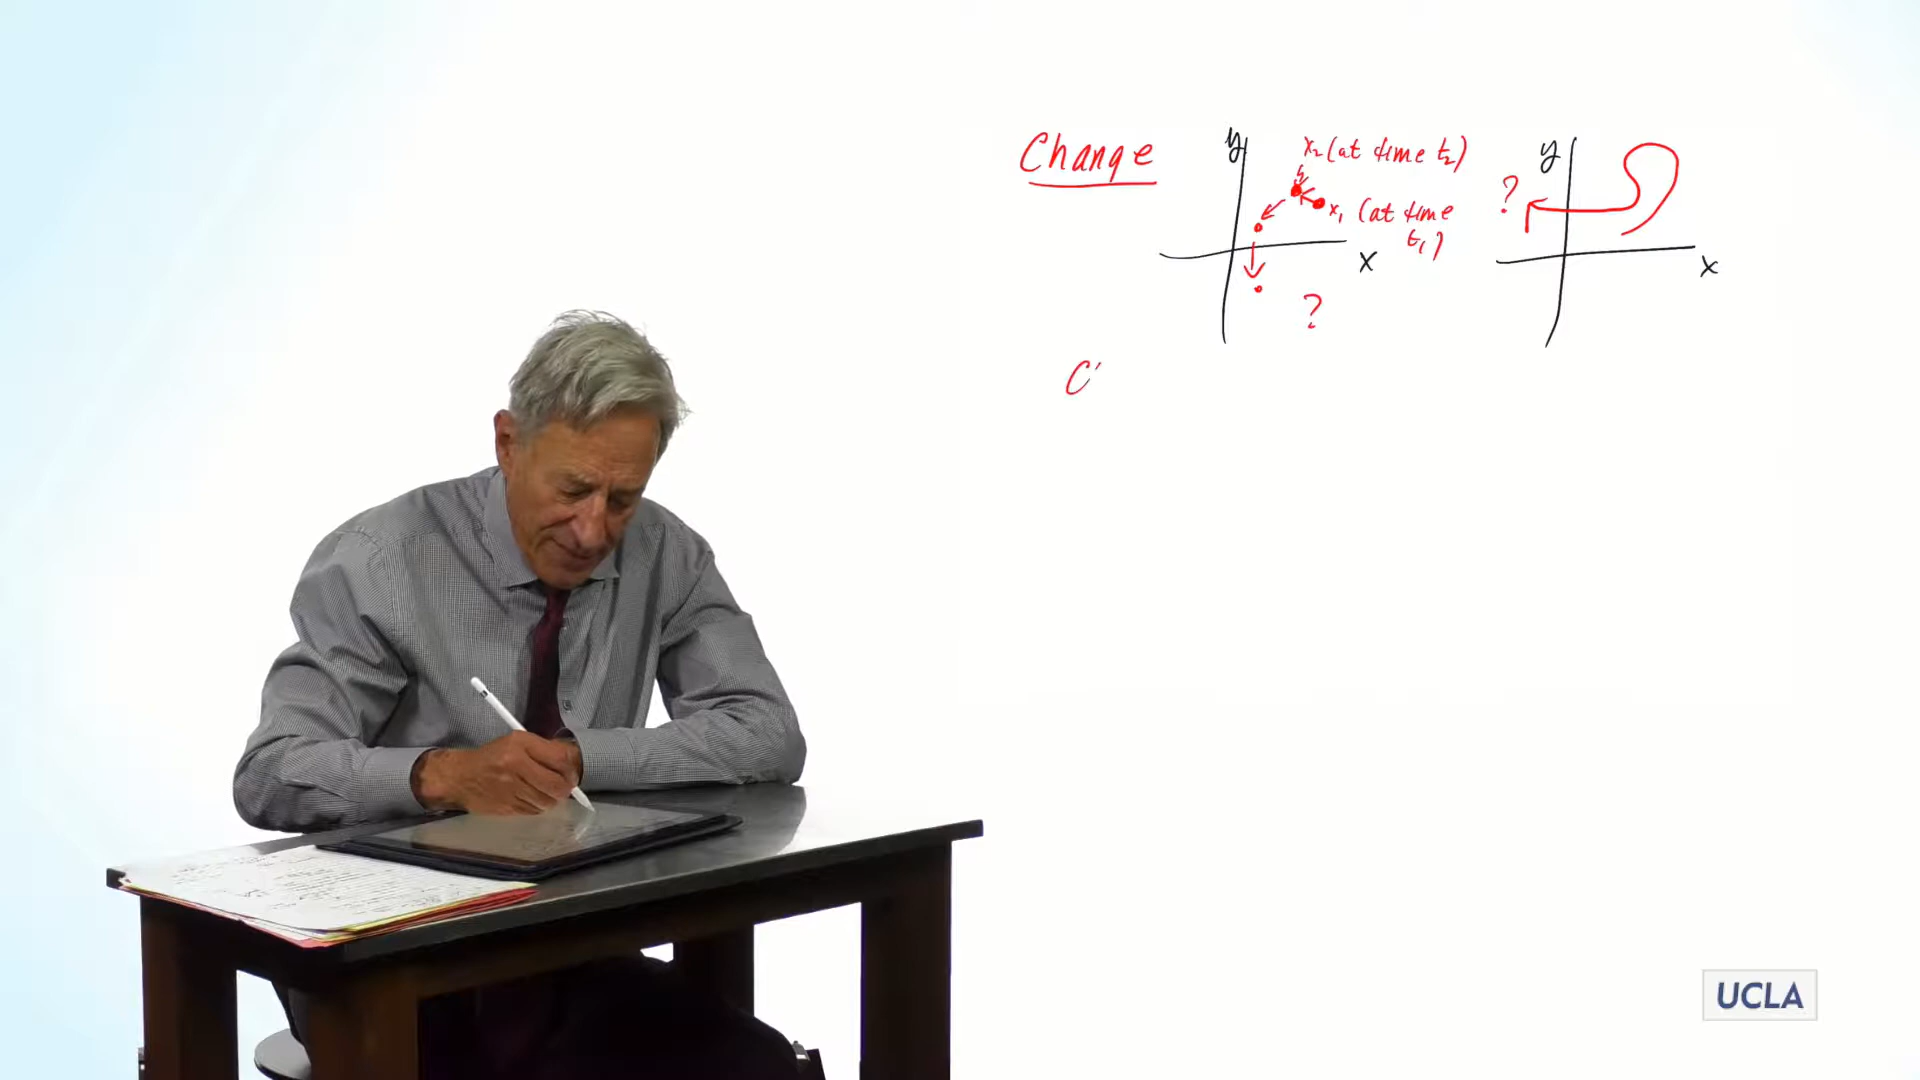 Change
y
x₂ (at time t₂)
x₁ (at time t₁)
x
?
y
?
x
C
UCLA